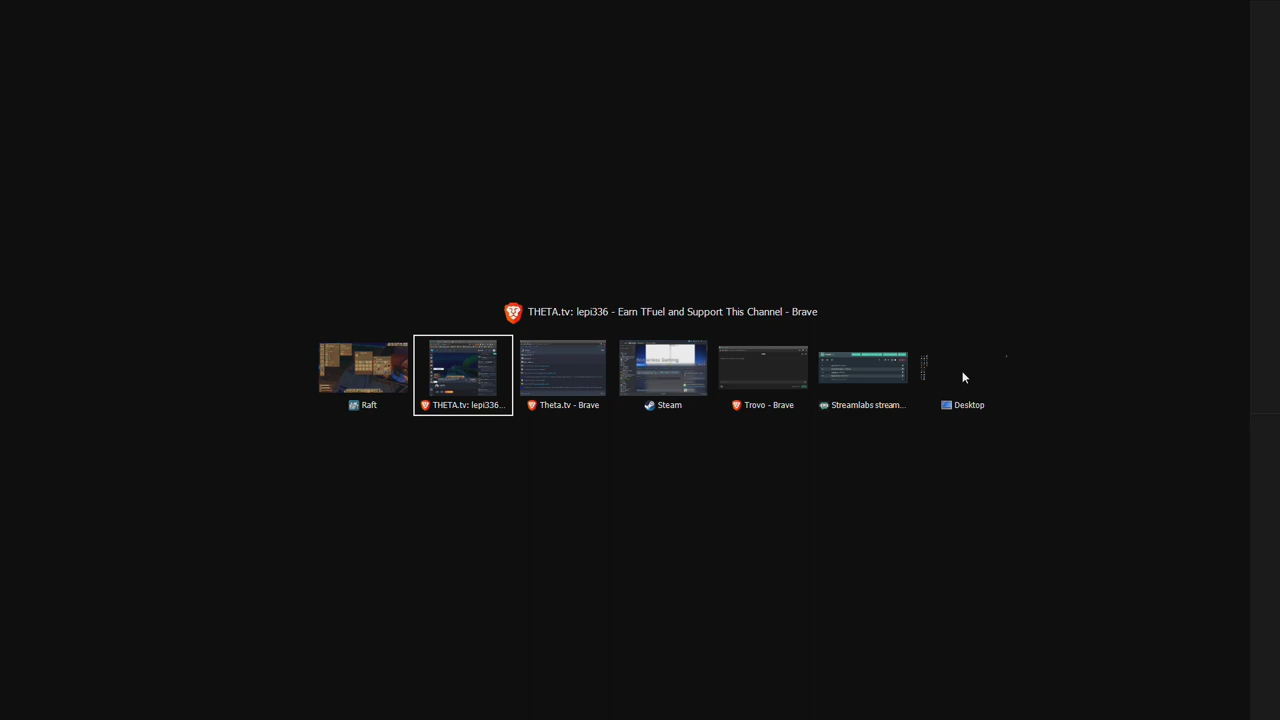 THETA.tv: lepi336 - Earn TFuel and Support This Channel - Brave
Raft
THETA.tv: lepi336...
Theta.tv - Brave
Steam
Trovo - Brave
Streamlabs stream...
Desktop